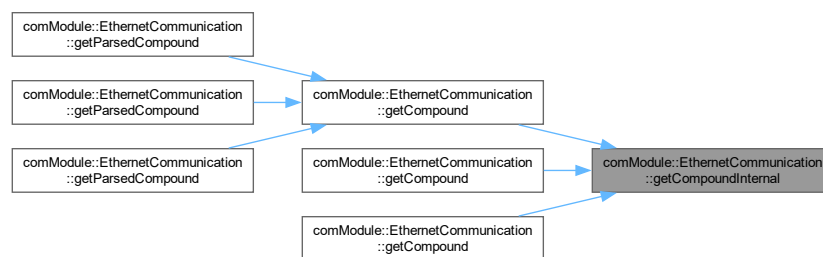 comModule::EthernetCommunication
::getParsedCompound
comModule::EthernetCommunication
::getParsedCompound
comModule::EthernetCommunication
::getParsedCompound
comModule::EthernetCommunication
::getCompound
comModule::EthernetCommunication
::getCompound
comModule::EthernetCommunication
::getCompound
comModule::EthernetCommunication
::getCompoundInternal